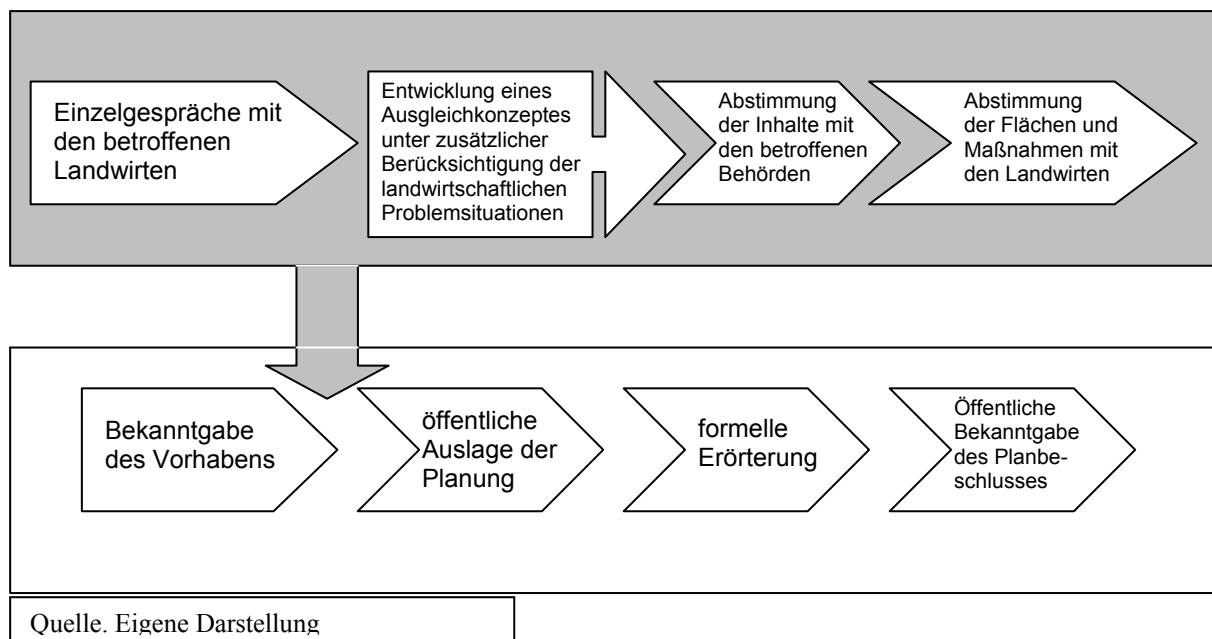 Einzelgespräche mit
den betroffenen
Landwirten
Entwicklung eines
Ausgleichkonzeptes
unter zusätzlicher
Berücksichtigung der
landwirtschaftlichen
Problemsituationen
Abstimmung
der Inhalte mit
den betroffenen
Behörden
Abstimmung
der Flächen und
Maßnahmen mit
den Landwirten
Bekanntgabe
des Vorhabens
öffentliche
Auslage der
Planung
formelle
Erörterung
Öffentliche
Bekanntgabe
des Planbe-
schlusses
Quelle. Eigene Darstellung